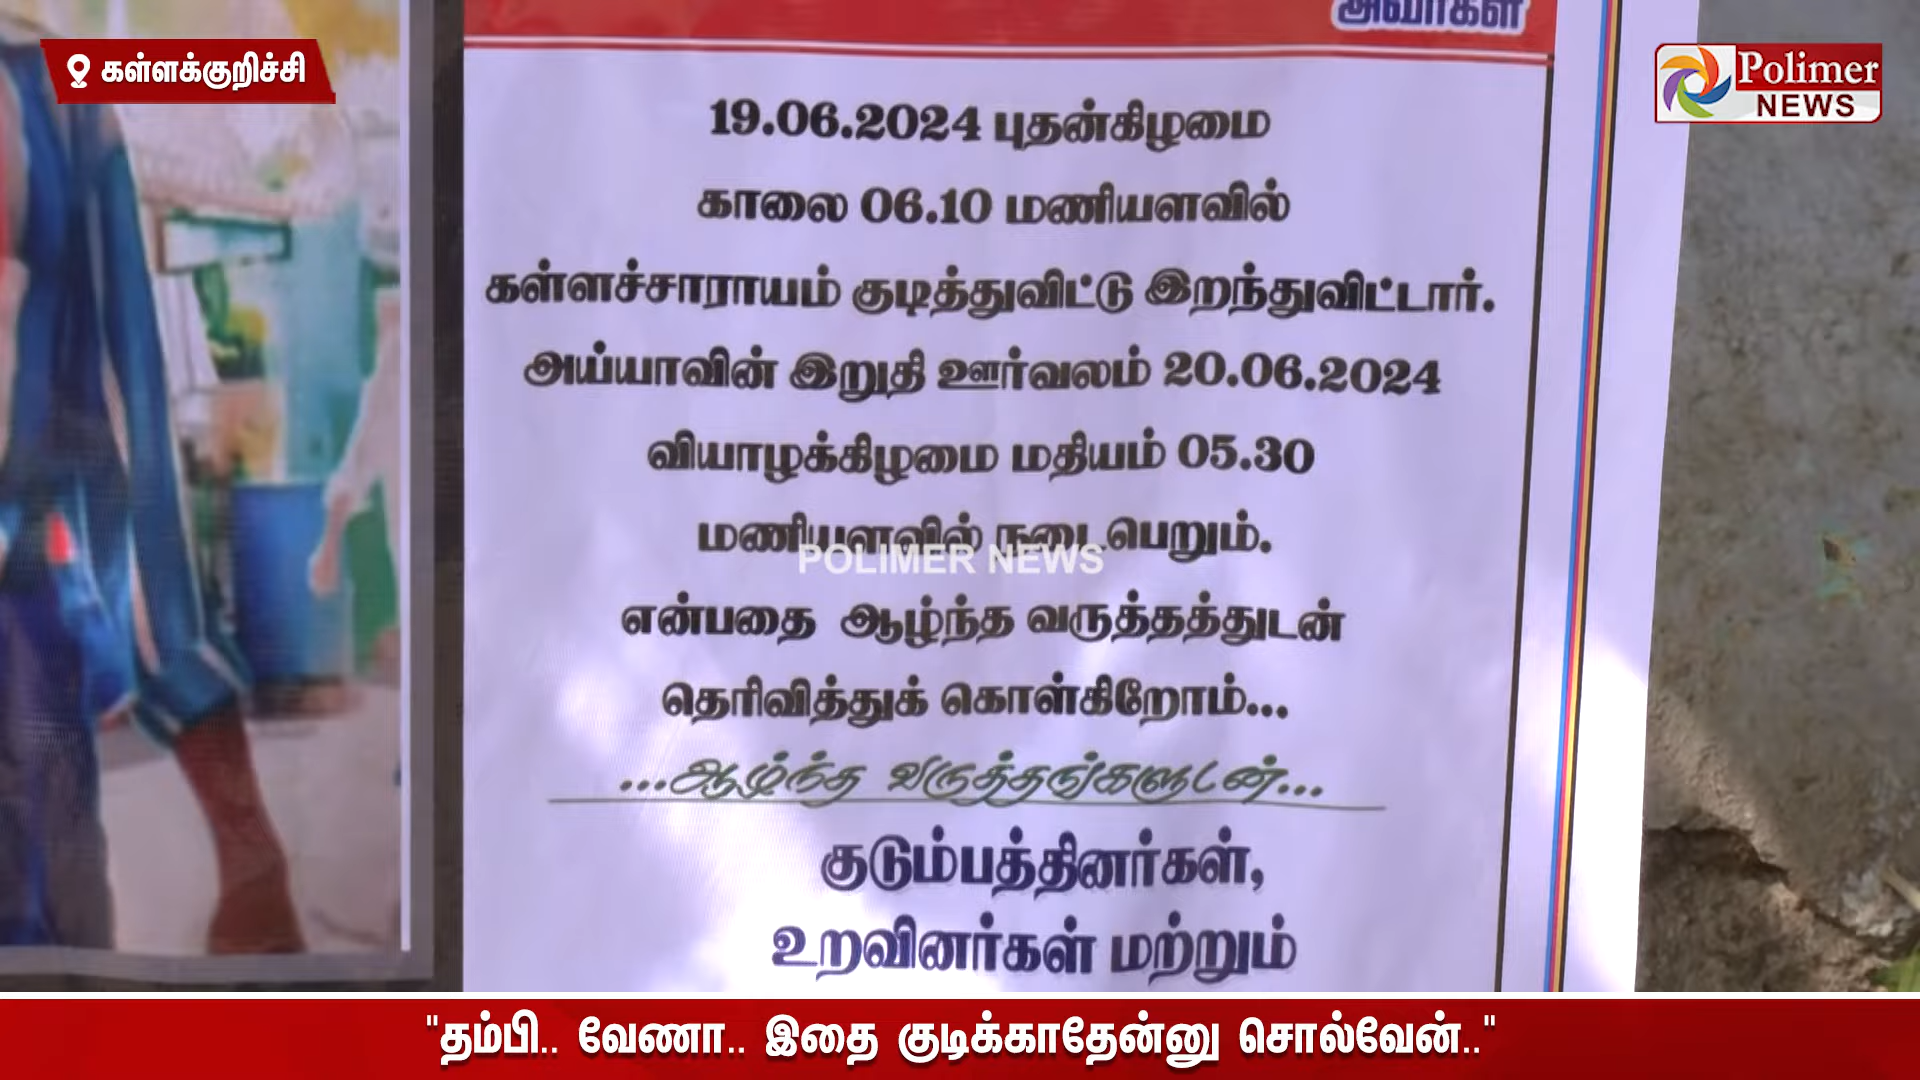 அவர்கள்
கள்ளக்குறிச்சி
Polimer
NEWS
19.06.2024 புதன்கிழமை
காலை 06.10 மணியளவில்
கள்ளச்சாராயம் குடித்துவிட்டு இறந்துவிட்டார்.
அய்யாவின் இறுதி ஊர்வலம் 20.06.2024
வியாழக்கிழமை மதியம் 05.30
மணியளவில் நடைபெறும்.
POLIMER NEWS
என்பதை ஆழ்ந்த வருத்தத்துடன்
தெரிவித்துக் கொள்கிறோம்...
...ஆழ்ந்த வருத்தங்களுடன்...
குடும்பத்தினர்கள்,
உறவினர்கள் மற்றும்
"தம்பி.. வேணா.. இதை குடிக்காதேன்னு சொல்வேன்.."